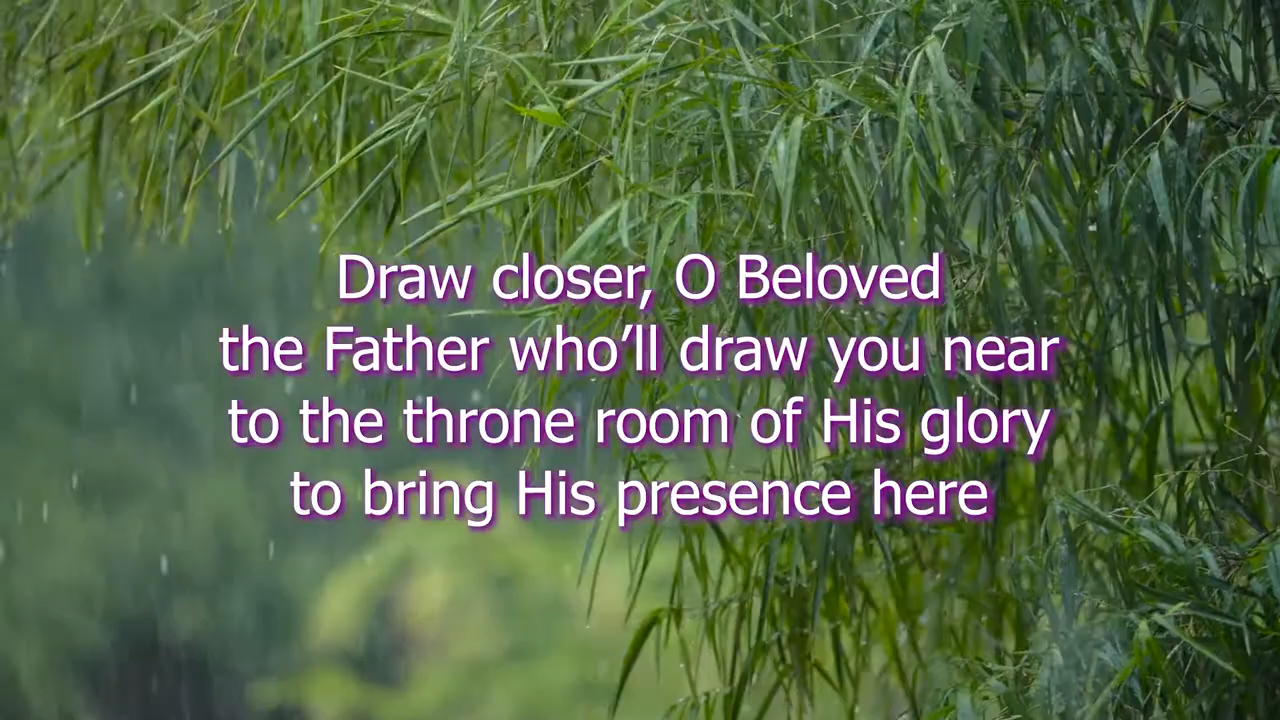 Draw closer, O Beloved
the Father who’ll draw you near
to the throne room of His glory
to bring His presence here